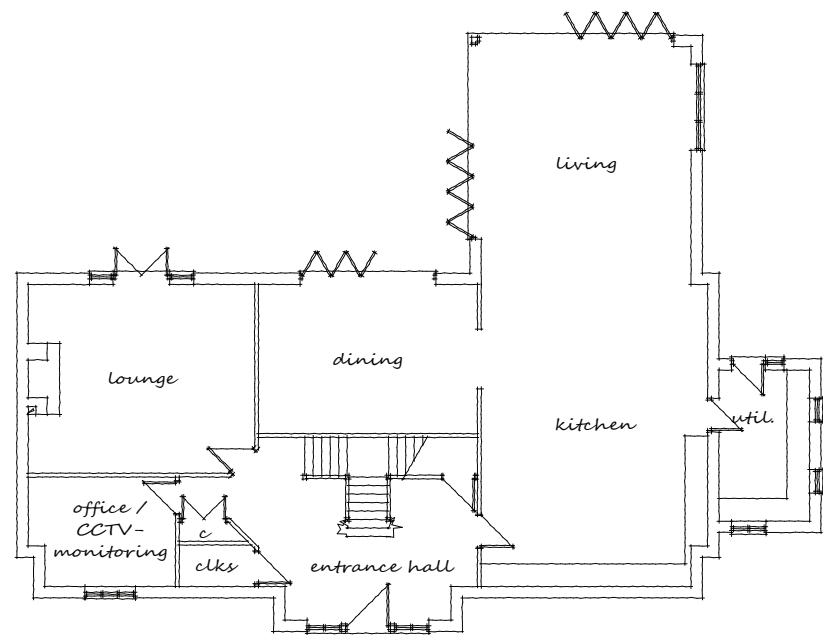 living
lounge
dining
kitchen
util.
office /
CCTV-
monitoring
c
clks
entrance hall